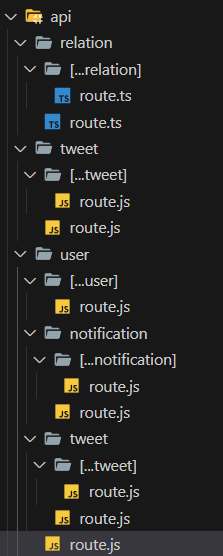 api
relation
[...relation]
TS route.ts
TS route.ts
tweet
[...tweet]
JS route.js
JS route.js
user
[...user]
JS route.js
notification
[...notification]
JS route.js
JS route.js
tweet
[...tweet]
JS route.js
JS route.js
JS route.js